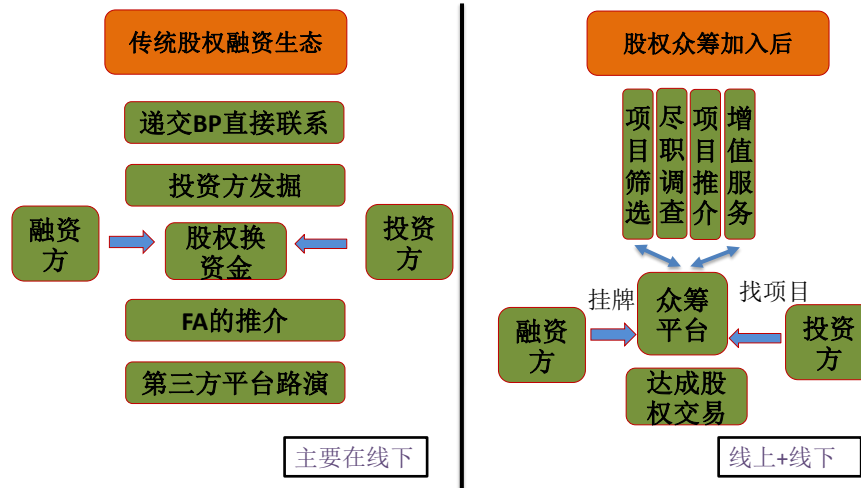 传统股权融资生态
递交BP直接联系
投资方发掘
融资
方
股权换
资金
投资
方
FA的推介
第三方平台路演
主要在线下
股权众筹加入后
项目筛选
尽职调查
项目推介
增值服务
挂牌
众筹
平台
找项目
融资
方
投资
方
达成股
权交易
线上+线下